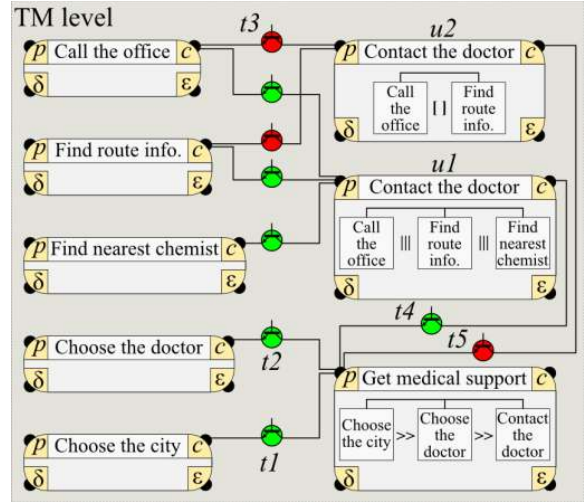 TM level
t3
u2
p Call the office c
δ ε
p Contact the doctor c
Call the office [] Find route info.
δ ε
p Find route info. c
δ ε
u1
p Contact the doctor c
Call the office ||| Find route info. ||| Find nearest chemist
δ ε
p Find nearest chemist c
δ ε
t4
t5
p Choose the doctor c
δ ε
t2
p Get medical support c
Choose the city >> Choose the doctor >> Contact the doctor
δ ε
p Choose the city c
δ ε
t1